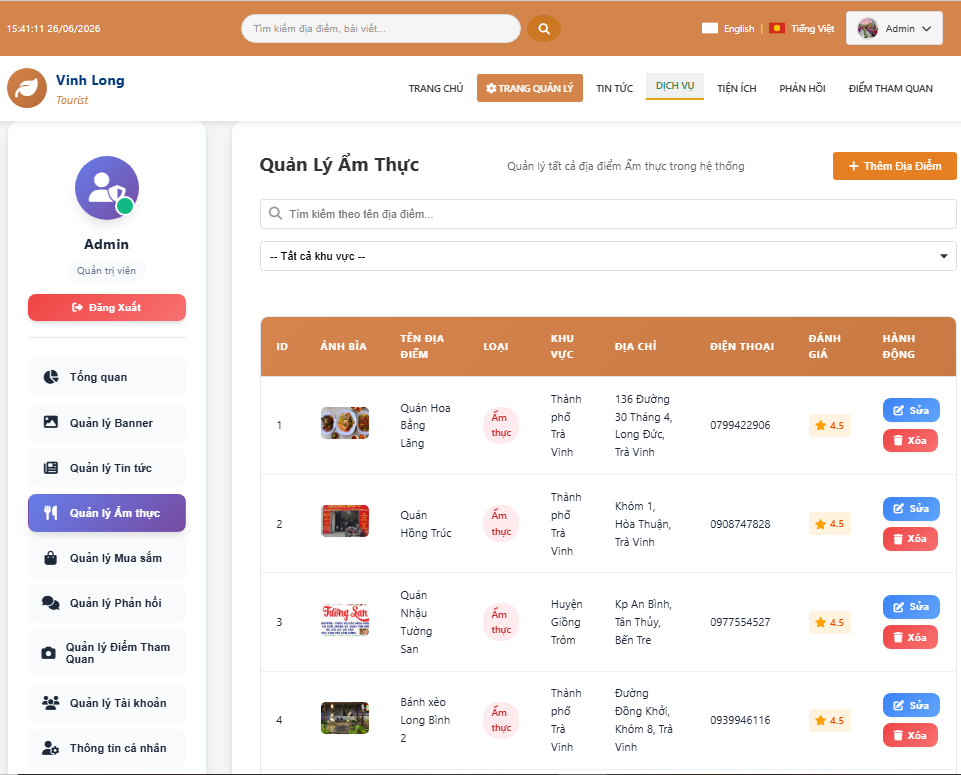 15:41:11 26/06/2026
Tìm kiếm địa điểm, bài viết...
English | Tiếng Việt
Admin
Vinh Long
Tourist
TRANG CHỦ
TRANG QUẢN LÝ
TIN TỨC
DỊCH VỤ
TIỆN ÍCH
PHẢN HỒI
ĐIỂM THAM QUAN
Admin
Quản trị viên
Đăng Xuất
Tổng quan
Quản lý Banner
Quản lý Tin tức
Quản lý Ẩm thực
Quản lý Mua sắm
Quản lý Phản hồi
Quản lý Điểm Tham
Quan
Quản lý Tài khoản
Thông tin cá nhân
Quản Lý Ẩm Thực
Quản lý tất cả địa điểm Ẩm thực trong hệ thống
Thêm Địa Điểm
Tìm kiếm theo tên địa điểm...
-- Tất cả khu vực --
ID
ẢNH BÌA
TÊN ĐỊA
ĐIỂM
LOẠI
KHU
VỰC
ĐỊA CHỈ
ĐIỆN THOẠI
ĐÁNH
GIÁ
HÀNH
ĐỘNG
1
Quán Hoa
Bằng
Lăng
Ẩm
thực
Thành
phố
Trà
Vinh
136 Đường
30 Tháng 4,
Long Đức,
Trà Vinh
0799422906
4.5
Sửa
Xóa
2
Quán
Hồng Trúc
Ẩm
thực
Thành
phố
Trà
Vinh
Khóm 1,
Hòa Thuận,
Trà Vinh
0908747828
4.5
Sửa
Xóa
3
Tường San
Quán
Nhậu
Tường
San
Ẩm
thực
Huyện
Giồng
Trôm
Kp An Bình,
Tân Thủy,
Bến Tre
0977554527
4.5
Sửa
Xóa
4
Bánh xèo
Long Bình
2
Ẩm
thực
Thành
phố
Trà
Vinh
Đường
Đồng Khởi,
Khóm 8, Trà
Vinh
0939946116
4.5
Sửa
Xóa